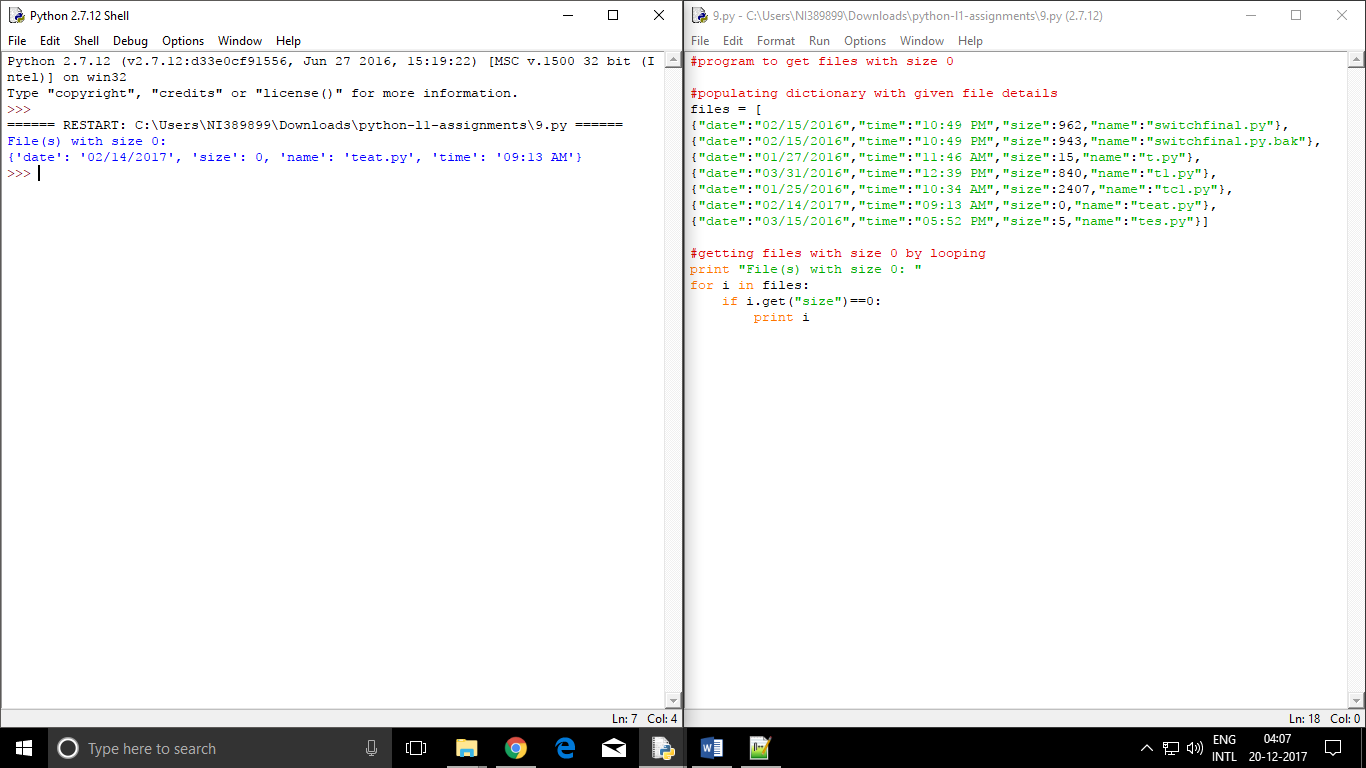 Python 2.7.12 Shell
File Edit Shell Debug Options Window Help
Python 2.7.12 (v2.7.12:d33e0cf91556, Jun 27 2016, 15:19:22) [MSC v.1500 32 bit (I
ntel)] on win32
Type "copyright", "credits" or "license()" for more information.
>>>
====== RESTART: C:\Users\NI389899\Downloads\python-l1-assignments\9.py ======
File(s) with size 0:
{'date': '02/14/2017', 'size': 0, 'name': 'teat.py', 'time': '09:13 AM'}
>>>
Ln: 7 Col: 4
9.py - C:\Users\NI389899\Downloads\python-l1-assignments\9.py (2.7.12)
File Edit Format Run Options Window Help
#program to get files with size 0
#populating dictionary with given file details
files = [
{"date":"02/15/2016","time":"10:49 PM","size":962,"name":"switchfinal.py"},
{"date":"02/15/2016","time":"10:49 PM","size":943,"name":"switchfinal.py.bak"},
{"date":"01/27/2016","time":"11:46 AM","size":15,"name":"t.py"},
{"date":"03/31/2016","time":"12:39 PM","size":840,"name":"t1.py"},
{"date":"01/25/2016","time":"10:34 AM","size":2407,"name":"tc1.py"},
{"date":"02/14/2017","time":"09:13 AM","size":0,"name":"teat.py"},
{"date":"03/15/2016","time":"05:52 PM","size":5,"name":"tes.py"}]
#getting files with size 0 by looping
print "File(s) with size 0: "
for i in files:
    if i.get("size")==0:
        print i
Ln: 18 Col: 0
Type here to search
ENG
INTL
04:07
20-12-2017